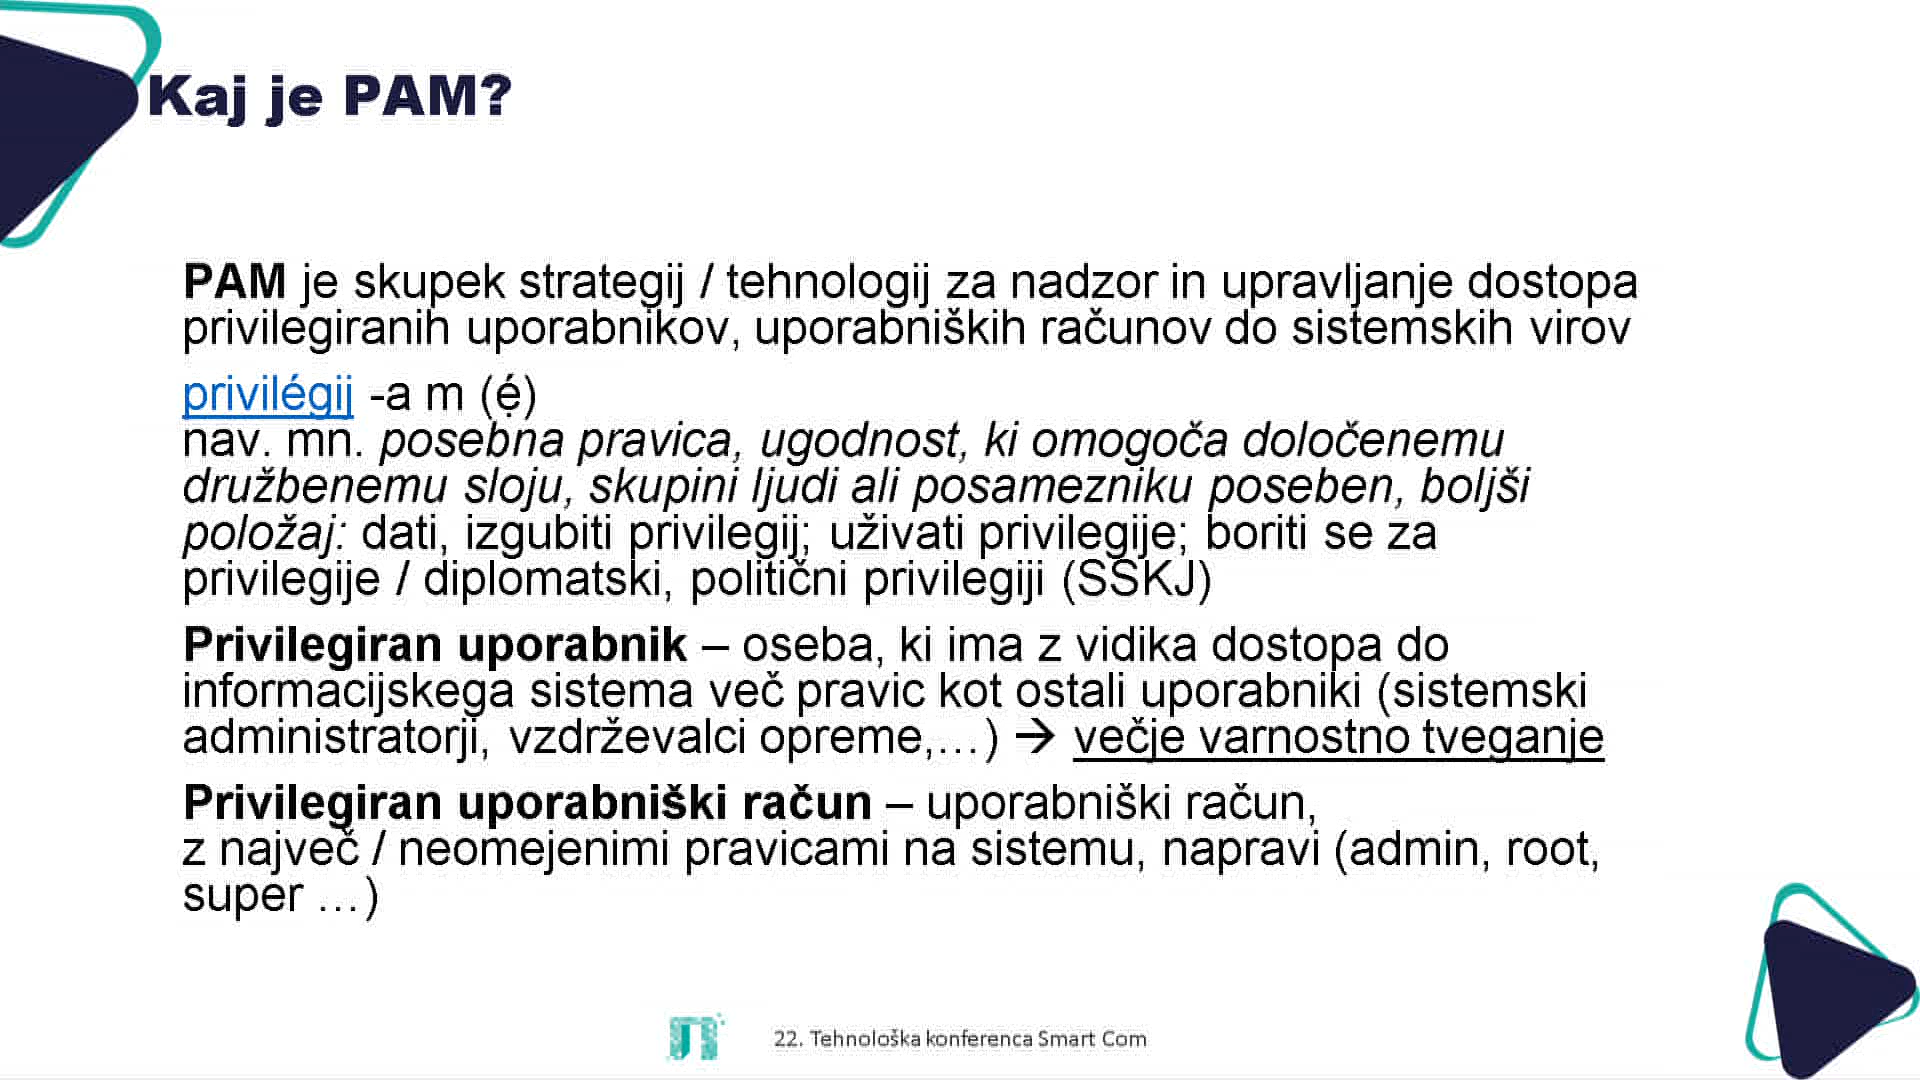 Kaj je PAM?
PAM je skupek strategij / tehnologij za nadzor in upravljanje dostopa
privilegiranih uporabnikov, uporabniških računov do sistemskih virov
privilégij -a m (ẹ́)
nav. mn. posebna pravica, ugodnost, ki omogoča določenemu
družbenemu sloju, skupini ljudi ali posamezniku poseben, boljši
položaj: dati, izgubiti privilegij; uživati privilegije; boriti se za
privilegije / diplomatski, politični privilegiji (SSKJ)
Privilegiran uporabnik – oseba, ki ima z vidika dostopa do
informacijskega sistema več pravic kot ostali uporabniki (sistemski
administratorji, vzdrževalci opreme,…) → večje varnostno tveganje
Privilegiran uporabniški račun – uporabniški račun,
z največ / neomejenimi pravicami na sistemu, napravi (admin, root,
super …)
22. Tehnološka konferenca Smart Com